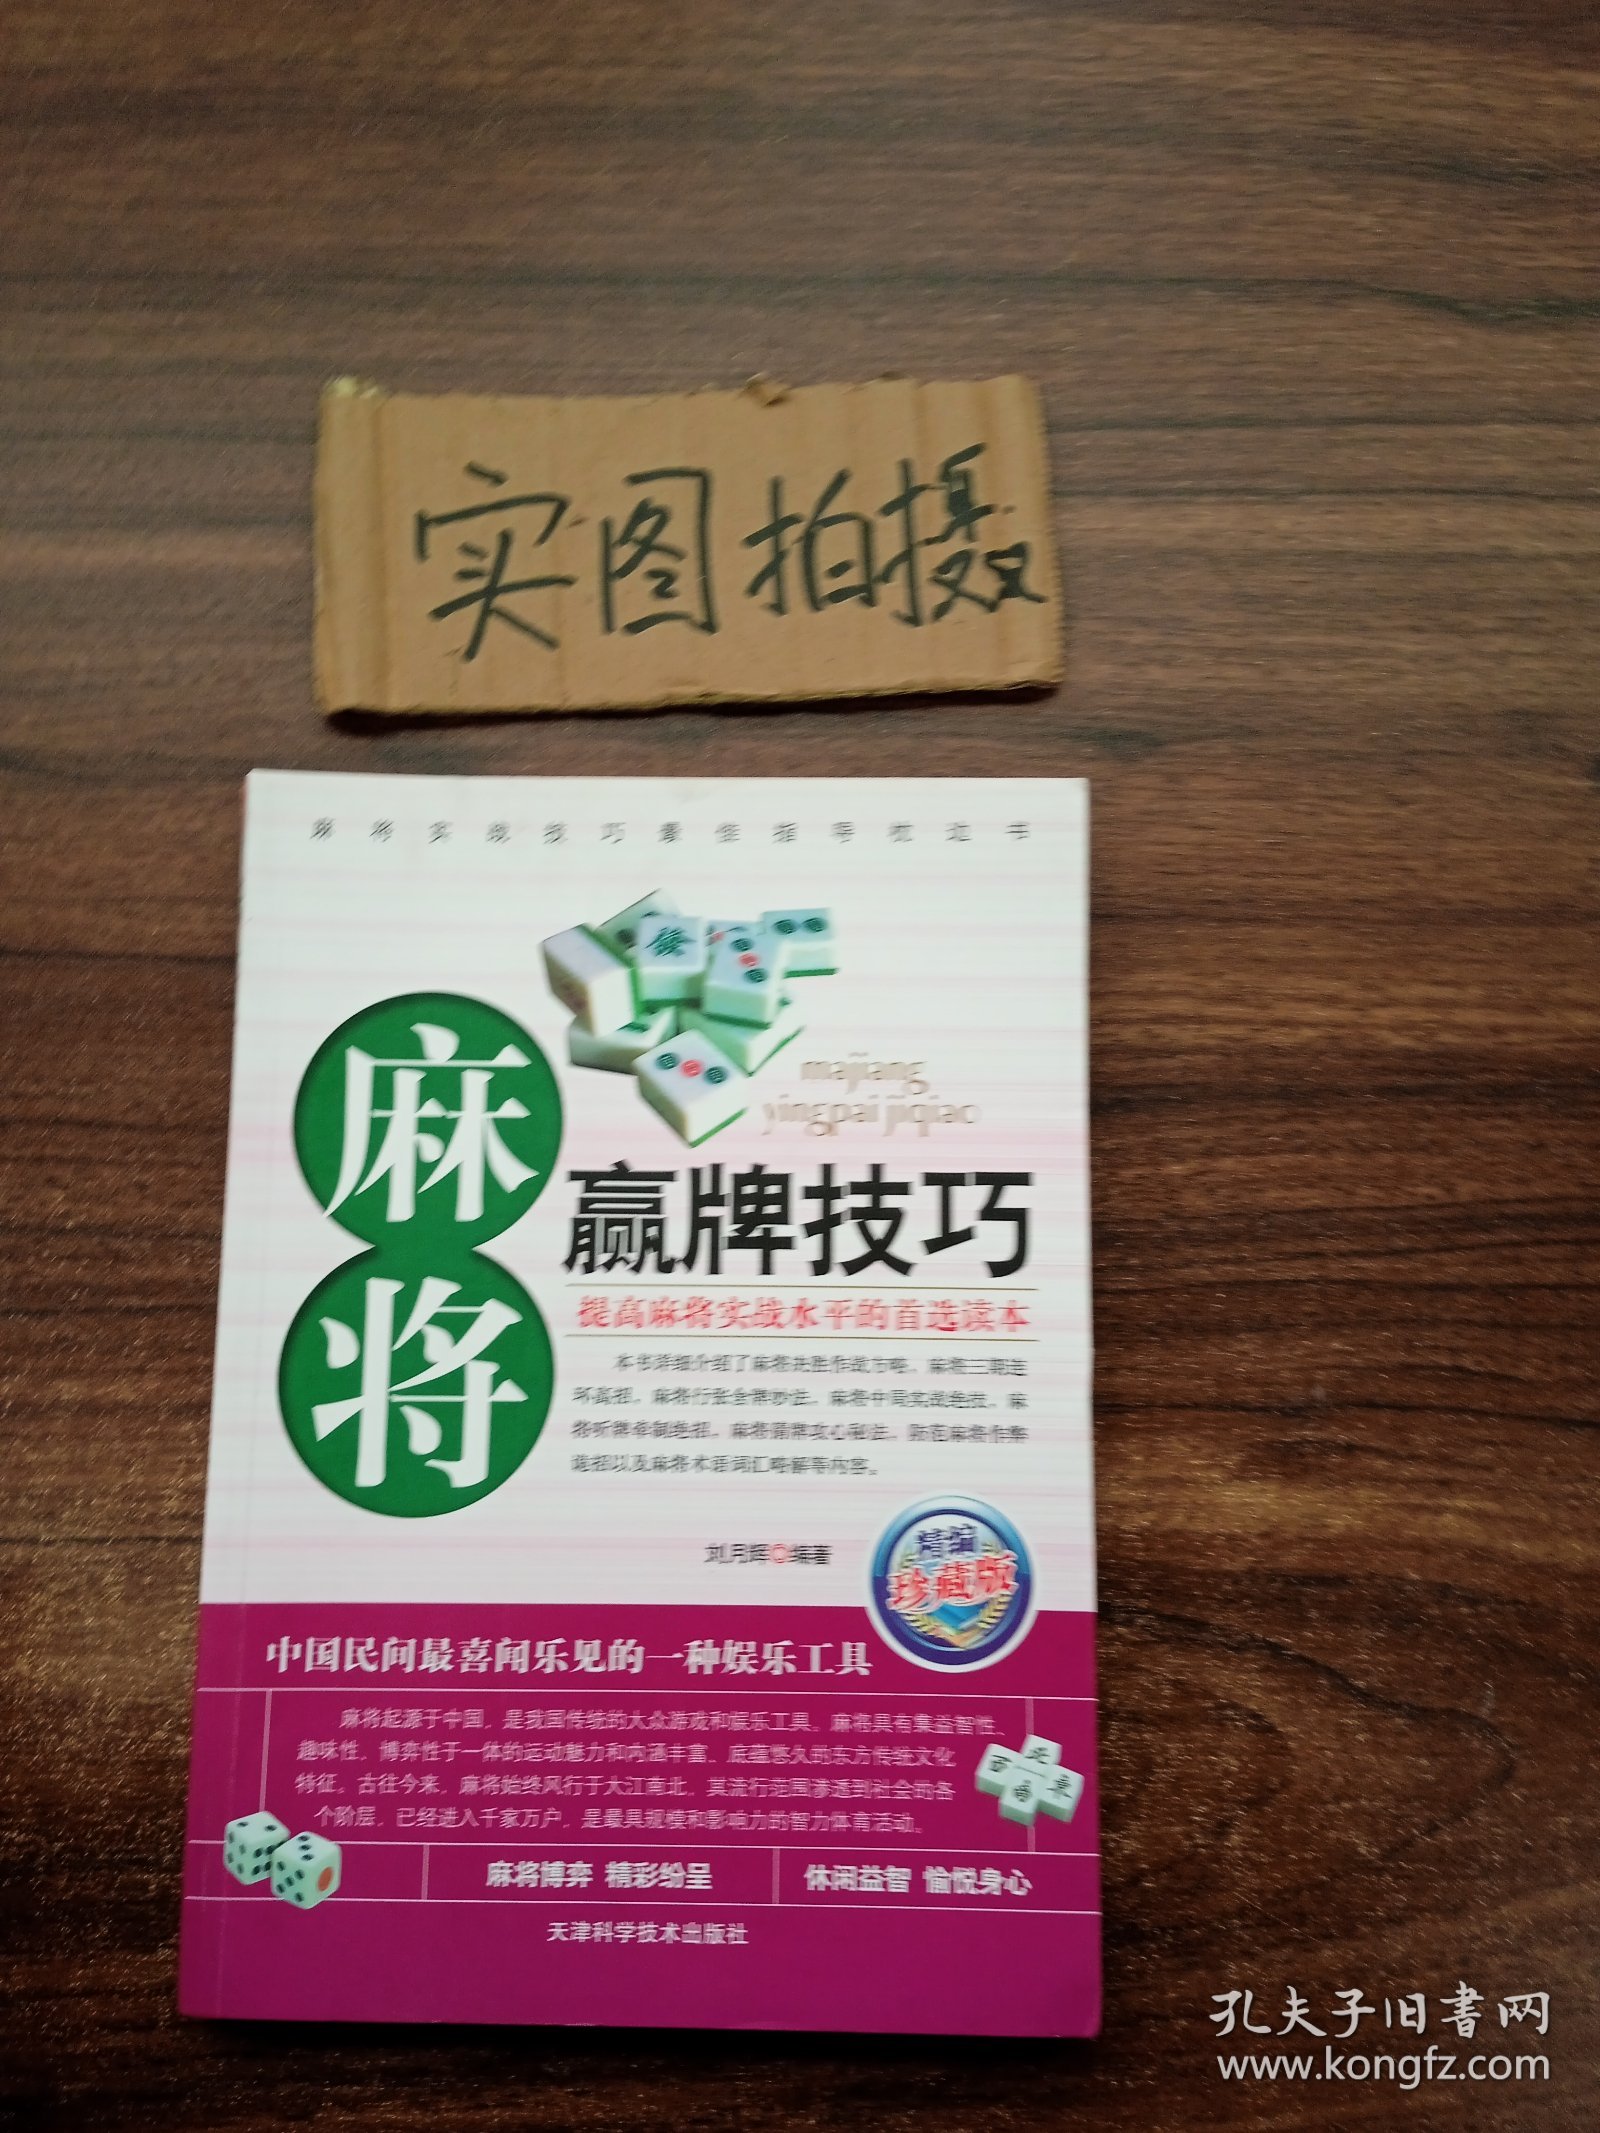 实图拍摄
麻将实战技巧最佳指导枕边书
發
majiang
yingpai jiqiao
麻将
赢牌技巧
提高麻将实战水平的首选读本
本书详细介绍了麻将先胜作战方略、麻将三期连
环高招、麻将行张舍牌妙法、麻将中局实战绝技、麻
将听牌牵制绝招、麻将猜牌攻心秘法、防范麻将作弊
诡招以及麻将术语词汇略解等内容。
刘月辉 编著
精编
珍藏版
中国民间最喜闻乐见的一种娱乐工具
麻将起源于中国，是我国传统的大众游戏和娱乐工具。麻将具有集益智性、
趣味性、博弈性于一体的运动魅力和内涵丰富、底蕴悠久的东方传统文化
特征。古往今来，麻将始终风行于大江南北，其流行范围渗透到社会的各
个阶层，已经进入千家万户，是最具规模和影响力的智力体育活动。
北
西 東
南
麻将博弈 精彩纷呈
休闲益智 愉悦身心
天津科学技术出版社
孔夫子旧書网
www.kongfz.com